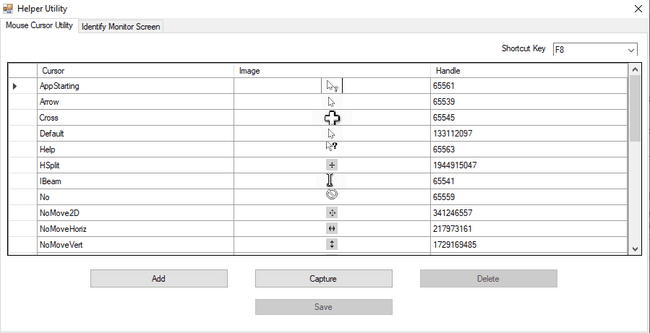 Helper Utility
Mouse Cursor Utility Identify Monitor Screen
Shortcut Key F8
Cursor Image Handle
AppStarting 65561
Arrow 65539
Cross 65545
Default 133112097
Help 65563
HSplit 1944915047
IBeam 65541
No 65559
NoMove2D 341246557
NoMoveHoriz 217973161
NoMoveVert 1729169485
Add Capture Delete
Save